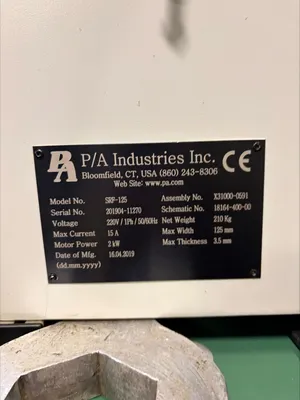 PA P/A Industries Inc. CE
Bloomfield, CT, USA (860) 243-8306
Web Site: www.pa.com
Model No. SRF-125 Assembly No. X31000-0591
Serial No. 201904-11270 Schematic No. 18164-400-00
Voltage 220V / 1Ph / 50/60Hz Net Weight 210 Kg
Max Current 15 A Max Width 125 mm
Motor Power 2 kW Max Thickness 3.5 mm
Date of Mfg. 16.04.2019
(dd.mm.yyyy)